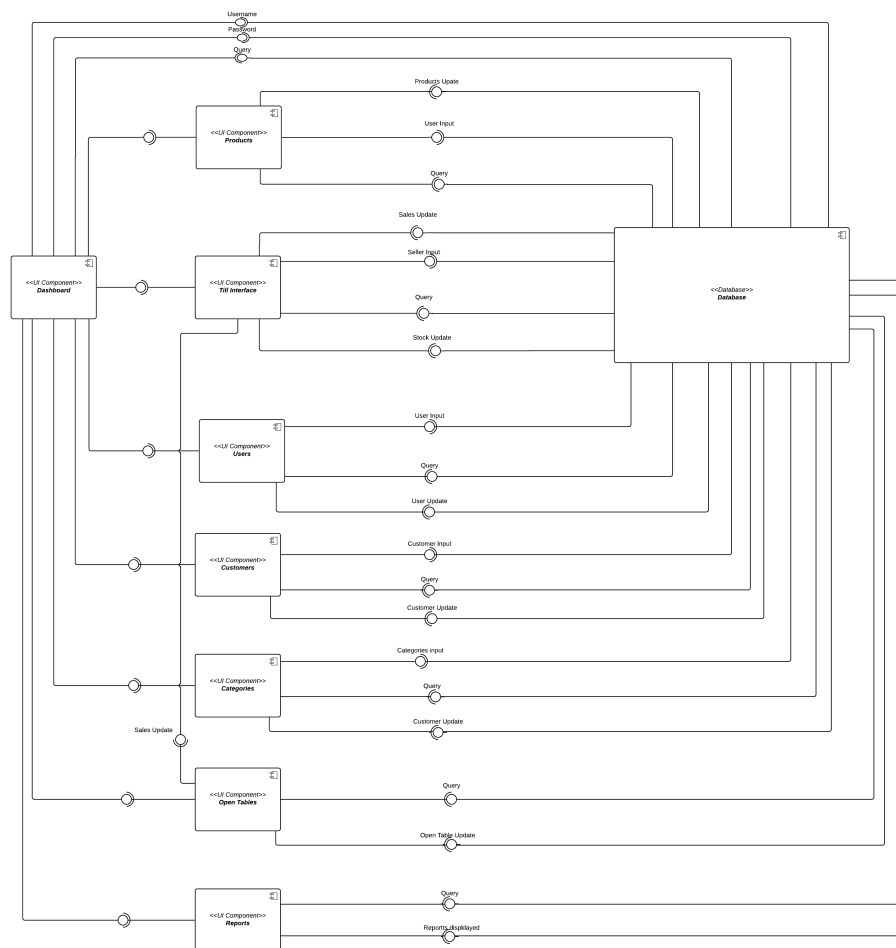 Username
Password
Query
Products Upate
<<UI Component>>
Products
User Input
Query
Sales Update
<<UI Component>>
Dashboard
<<UI Component>>
Till Interface
Seller Input
Query
Stock Update
<<Database>>
Database
User Input
<<UI Component>>
Users
Query
User Update
Customer Input
<<UI Component>>
Customers
Query
Customer Update
Categories input
<<UI Component>>
Categories
Query
Customer Update
Sales Update
<<UI Component>>
Open Tables
Query
Open Table Update
<<UI Component>>
Reports
Query
Reportts dispklayed